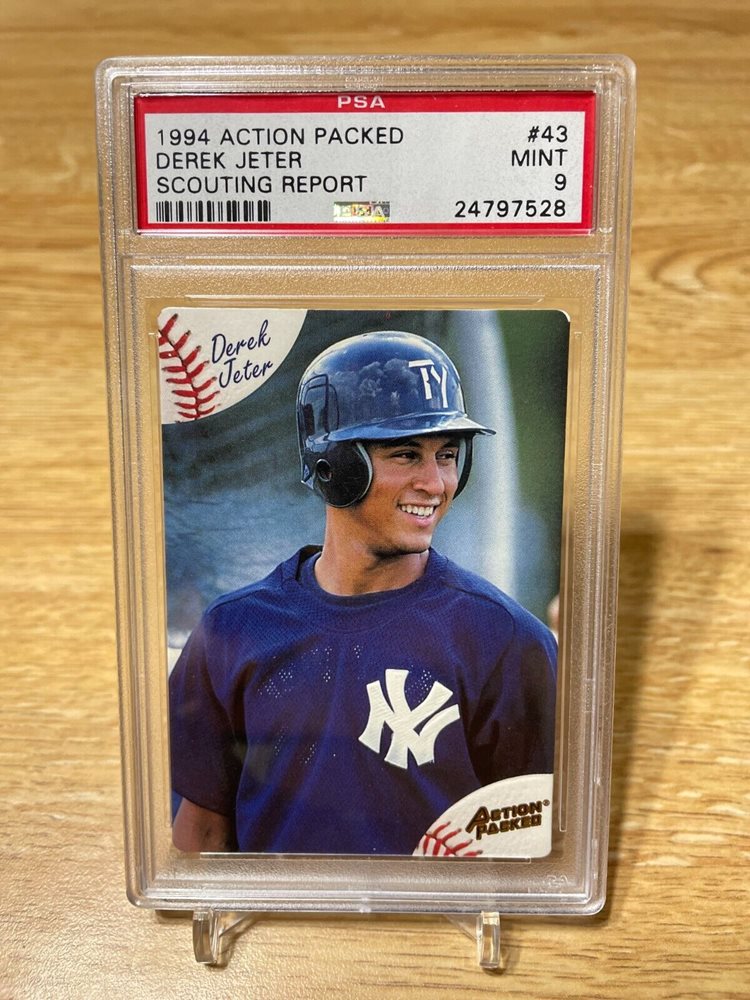 PSA
1994 ACTION PACKED #43
DEREK JETER MINT
SCOUTING REPORT 9
24797528
Derek
Jeter
TY
NY
ACTION®
PACKED